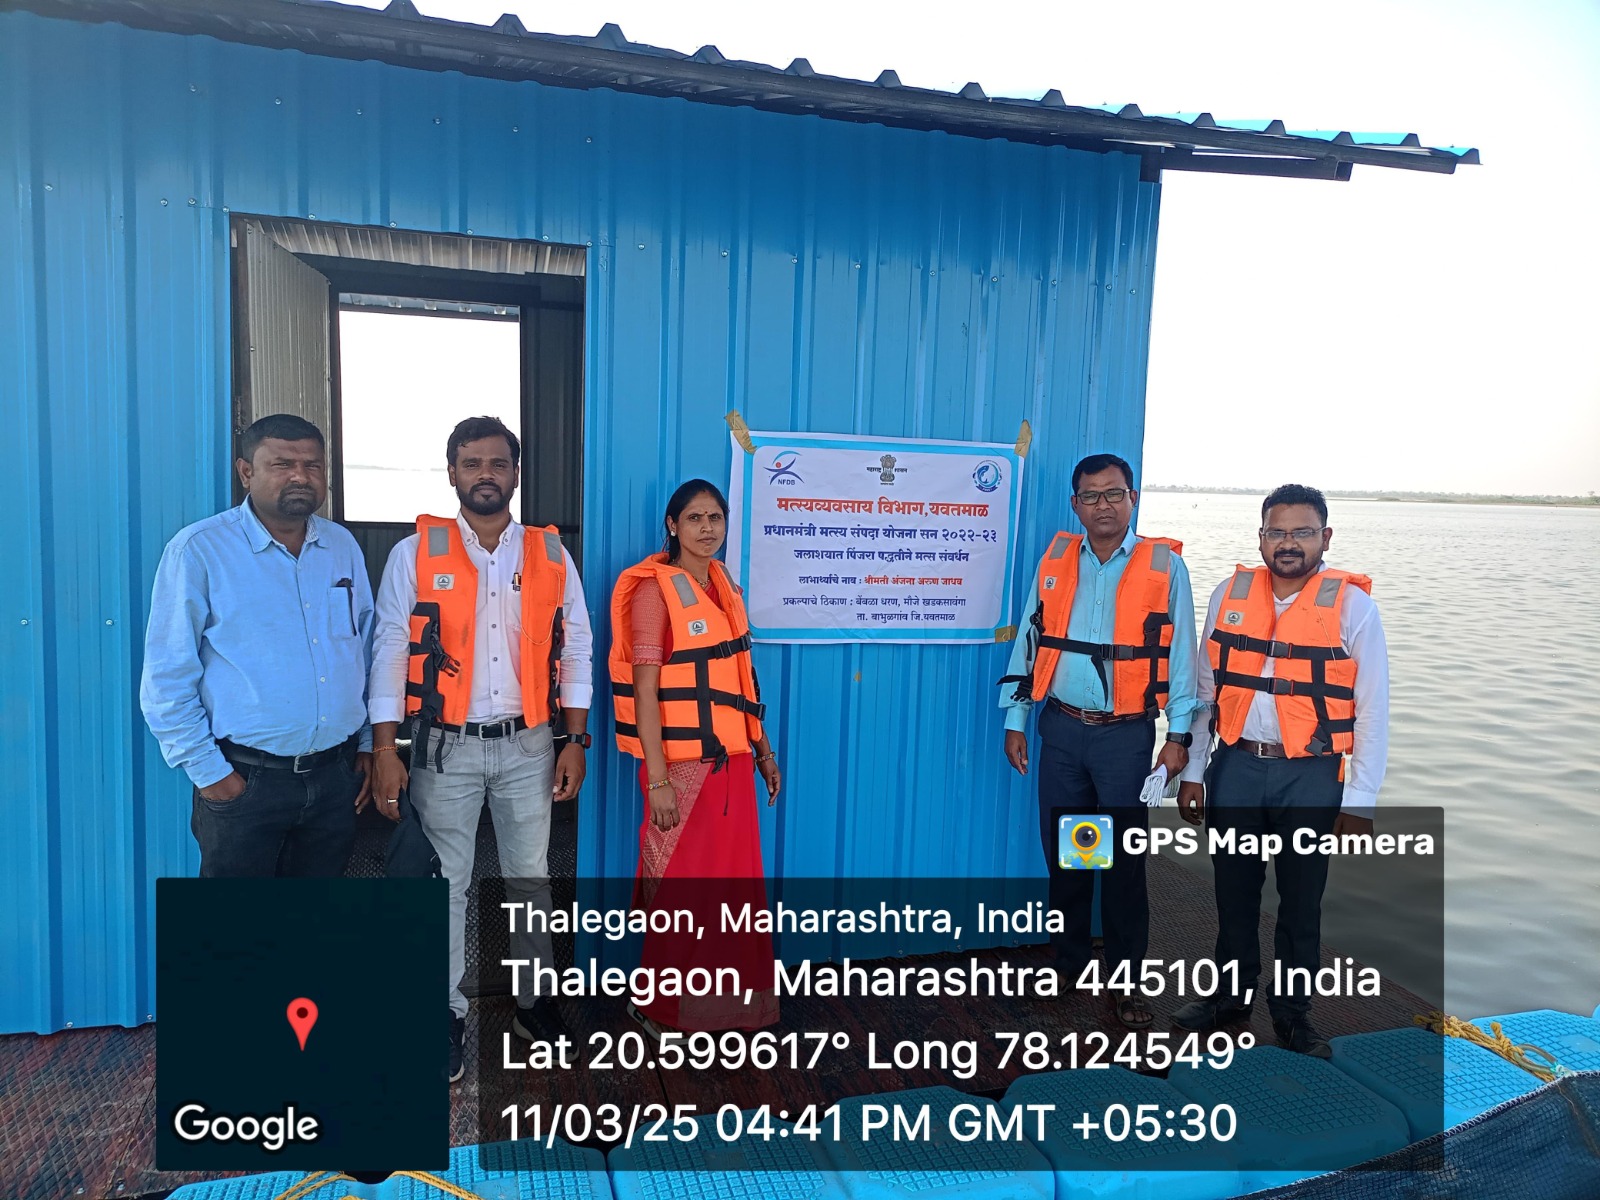 NFDB
महाराष्ट्र शासन
मत्स्यव्यवसाय विभाग,यवतमाळ
प्रधानमंत्री मत्स्य संपदा योजना सन २०२२-२३
जलाशयात पिंजरा पद्धतीने मत्स संवर्धन
लाभार्थ्याचे नाव : श्रीमती अंजना अरुण जाधव
प्रकल्पाचे ठिकाण : बेंबळा धरण, मौजे खडकसावंगा
ता. बाभुळगांव जि.यवतमाळ
GPS Map Camera
Thalegaon, Maharashtra, India
Thalegaon, Maharashtra 445101, India
Lat 20.599617° Long 78.124549°
11/03/25 04:41 PM GMT +05:30
Google